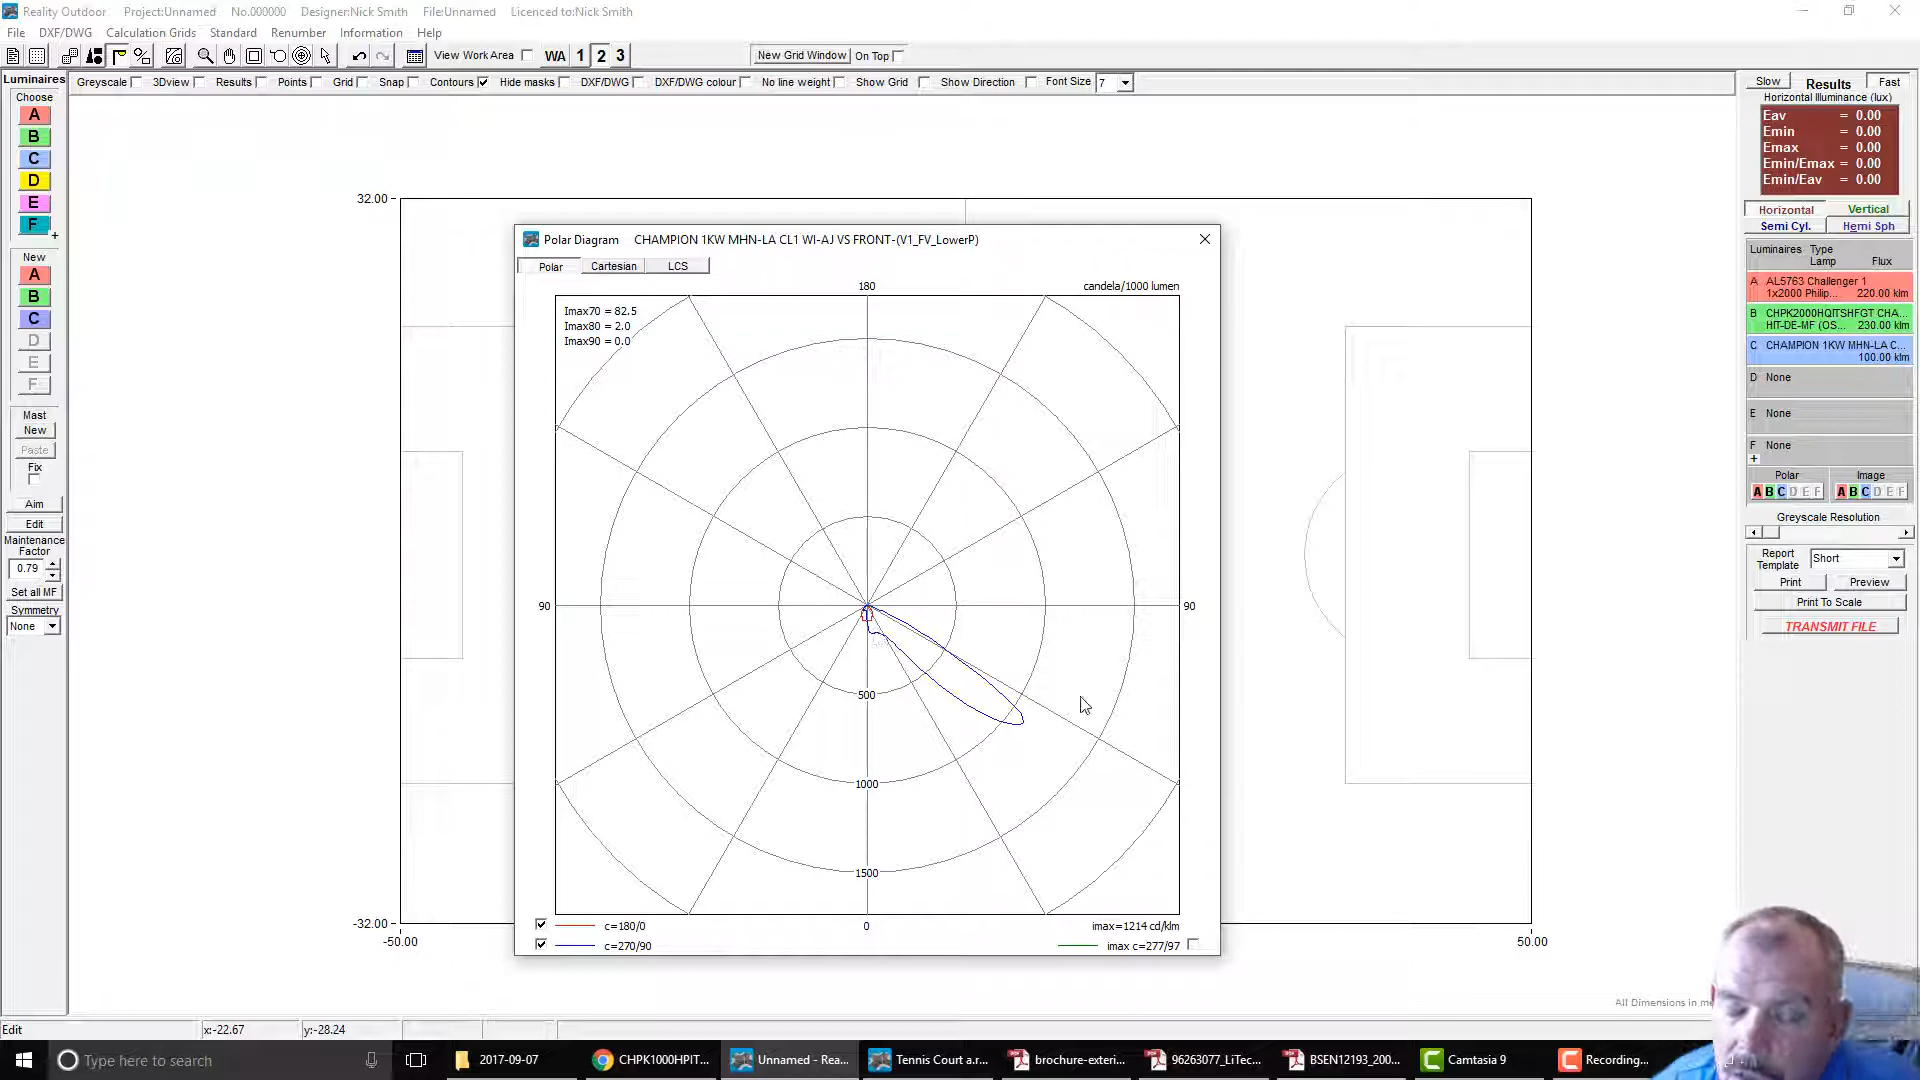 Reality Outdoor Project:Unnamed No.000000 Designer:Nick Smith File:Unnamed Licenced to:Nick Smith
File DXF/DWG Calculation Grids Standard Renumber Information Help
View Work Area WA 1 2 3 New Grid Window On Top
Luminaires Greyscale 3Dview Results Points Grid Snap Contours Hide masks DXF/DWG DXF/DWG colour No line weight Show Grid Show Direction Font Size 7
Choose
A
B
C
D
E
F
+
New
A
B
C
D
E
F
Mast
New
Paste
Fix
Aim
Edit
Maintenance
Factor
0.79
Set all MF
Symmetry
None
32.00
-32.00
-50.00
50.00
Polar Diagram CHAMPION 1KW MHN-LA CL1 WI-AJ VS FRONT-(V1_FV_LowerP)
Polar Cartesian LCS
180 candela/1000 lumen
Imax70 = 82.5
Imax80 = 2.0
Imax90 = 0.0
90 90
500
1000
1500
c=180/0 0 imax=1214 cd/klm
c=270/90 imax c=277/97
Slow Results Fast
Horizontal Illuminance (lux)
Eav = 0.00
Emin = 0.00
Emax = 0.00
Emin/Emax = 0.00
Emin/Eav = 0.00
Horizontal Vertical
Semi Cyl. Hemi Sph
Luminaires Type
Lamp Flux
A AL5763 Challenger 1
1x2000 Philip... 220.00 klm
B CHPK2000HQITSHFGT CHA...
HIT-DE-MF (OS... 230.00 klm
C CHAMPION 1KW MHN-LA C...
100.00 klm
D None
E None
F None
+
Polar Image
A B C D E F A B C D E F
Greyscale Resolution
Report
Template Short
Print Preview
Print To Scale
TRANSMIT FILE
All Dimensions in me
Edit x:-22.67 y:-28.24
Type here to search 2017-09-07 CHPK1000HPIT... Unnamed - Rea... Tennis Court a.r... brochure-exteri... 96263077_LiTec... BSEN12193_200... Camtasia 9 Recording...